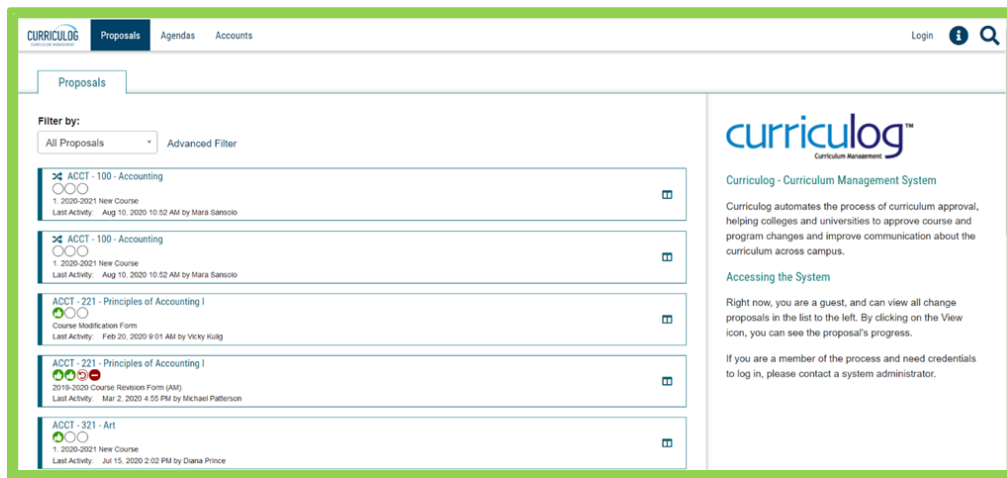 CURRICULOG
CURRICULUM MANAGEMENT
Proposals
Agendas
Accounts
Login
Proposals
Filter by:
All Proposals
Advanced Filter
ACCT - 100 - Accounting
1. 2020-2021 New Course
Last Activity: Aug 10, 2020 10:52 AM by Mara Sansolo
ACCT - 100 - Accounting
1. 2020-2021 New Course
Last Activity: Aug 10, 2020 10:52 AM by Mara Sansolo
ACCT - 221 - Principles of Accounting I
Course Modification Form
Last Activity: Feb 20, 2020 9:01 AM by Vicky Kulig
ACCT - 221 - Principles of Accounting I
2019-2020 Course Revision Form (AM)
Last Activity: Mar 2, 2020 4:55 PM by Michael Patterson
ACCT - 321 - Art
1. 2020-2021 New Course
Last Activity: Jul 15, 2020 2:02 PM by Diana Prince
curriculog™
Curriculum Management
Curriculog - Curriculum Management System
Curriculog automates the process of curriculum approval,
helping colleges and universities to approve course and
program changes and improve communication about the
curriculum across campus.
Accessing the System
Right now, you are a guest, and can view all change
proposals in the list to the left. By clicking on the View
icon, you can see the proposal's progress.
If you are a member of the process and need credentials
to log in, please contact a system administrator.